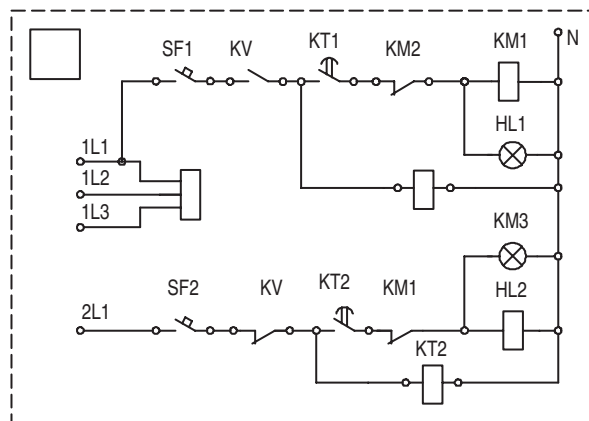 SF1 KV KT1 KM2 KM1 N
HL1
1L1
1L2
1L3
KM3
SF2 KV KT2 KM1 HL2
2L1
KT2